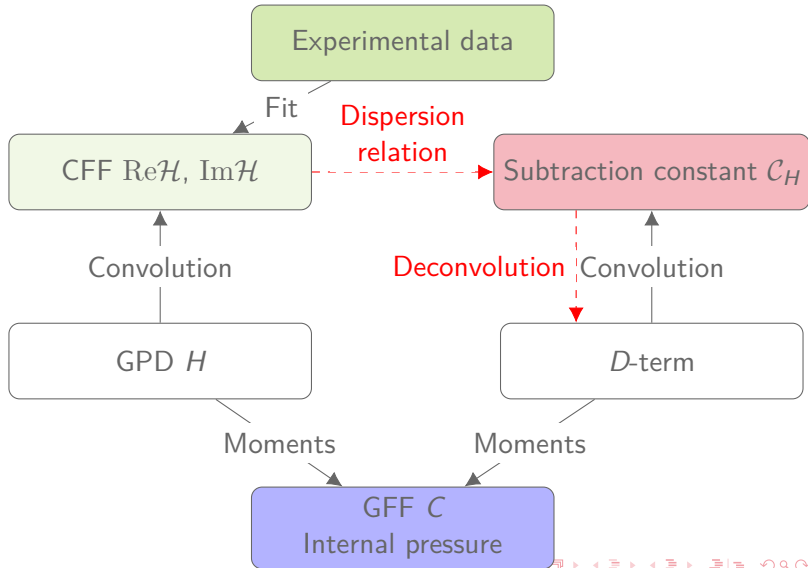 Experimental data
Fit
Dispersion
relation
CFF Reℋ, Imℋ
Subtraction constant 𝒞_H
Convolution
Deconvolution
Convolution
GPD H
D-term
Moments
Moments
GFF C
Internal pressure